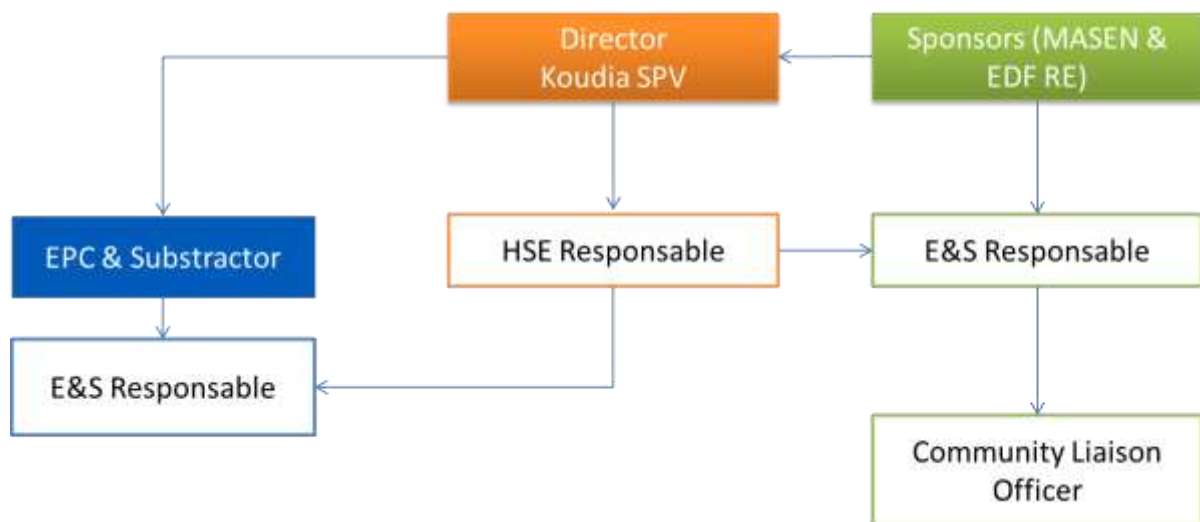 Director
Koudia SPV
Sponsors (MASEN &
EDF RE)
EPC & Substractor
HSE Responsable
E&S Responsable
E&S Responsable
Community Liaison
Officer